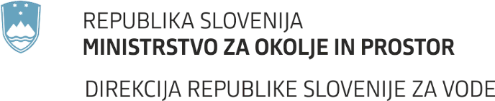 REPUBLIKA SLOVENIJA
MINISTRSTVO ZA OKOLJE IN PROSTOR
DIREKCIJA REPUBLIKE SLOVENIJE ZA VODE